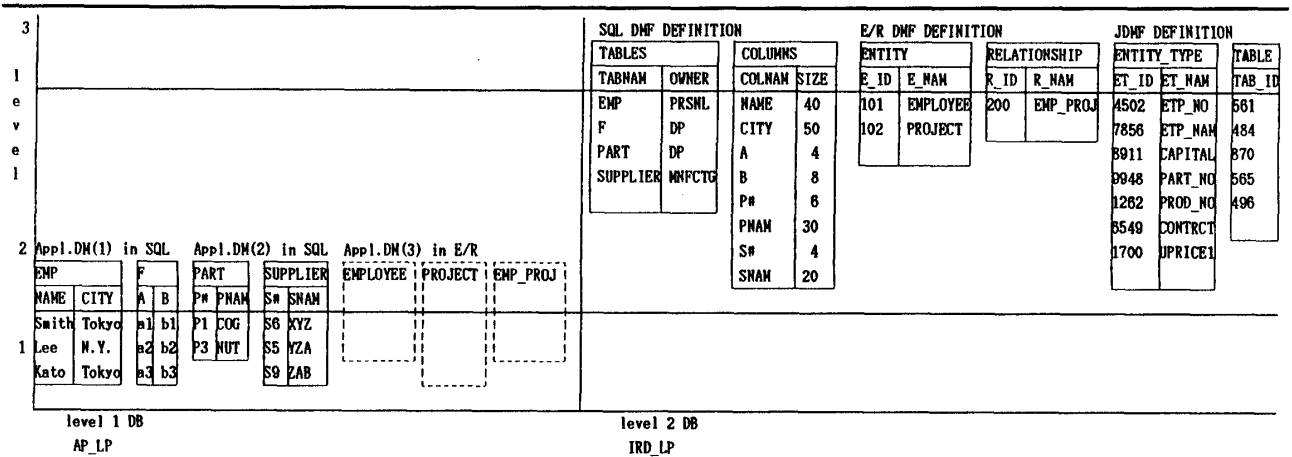 3
SQL DMF DEFINITION E/R DMF DEFINITION JDMF DEFINITION
TABLES COLUMNS ENTITY RELATIONSHIP ENTITY_TYPE TABLE
l TABNAM OWNER COLNAM SIZE E_ID E_NAM R_ID R_NAM ET_ID ET_NAM TAB_ID
e EMP PRSNL NAME 40 101 EMPLOYEE 200 EMP_PROJ 4502 ETP_NO 561
v F DP CITY 50 102 PROJECT 7856 ETP_NAM 484
e PART DP A 4 8911 CAPITAL 870
l SUPPLIER MNFCTG B 8 9948 PART_NO 565
P# 6 1262 PROD_NO 496
PNAM 30 6549 CONTRCT
2 Appl.DM(1) in SQL Appl.DM(2) in SQL Appl.DM(3) in E/R S# 4 1700 UPRICE1
EMP F PART SUPPLIER EMPLOYEE PROJECT EMP_PROJ SNAM 20
NAME CITY A B P# PNAM S# SNAM
Smith Tokyo a1 b1 P1 COG S6 XYZ
1 Lee N.Y. a2 b2 P3 NUT S5 YZA
Kato Tokyo a3 b3 S9 ZAB
level 1 DB level 2 DB
AP_LP IRD_LP